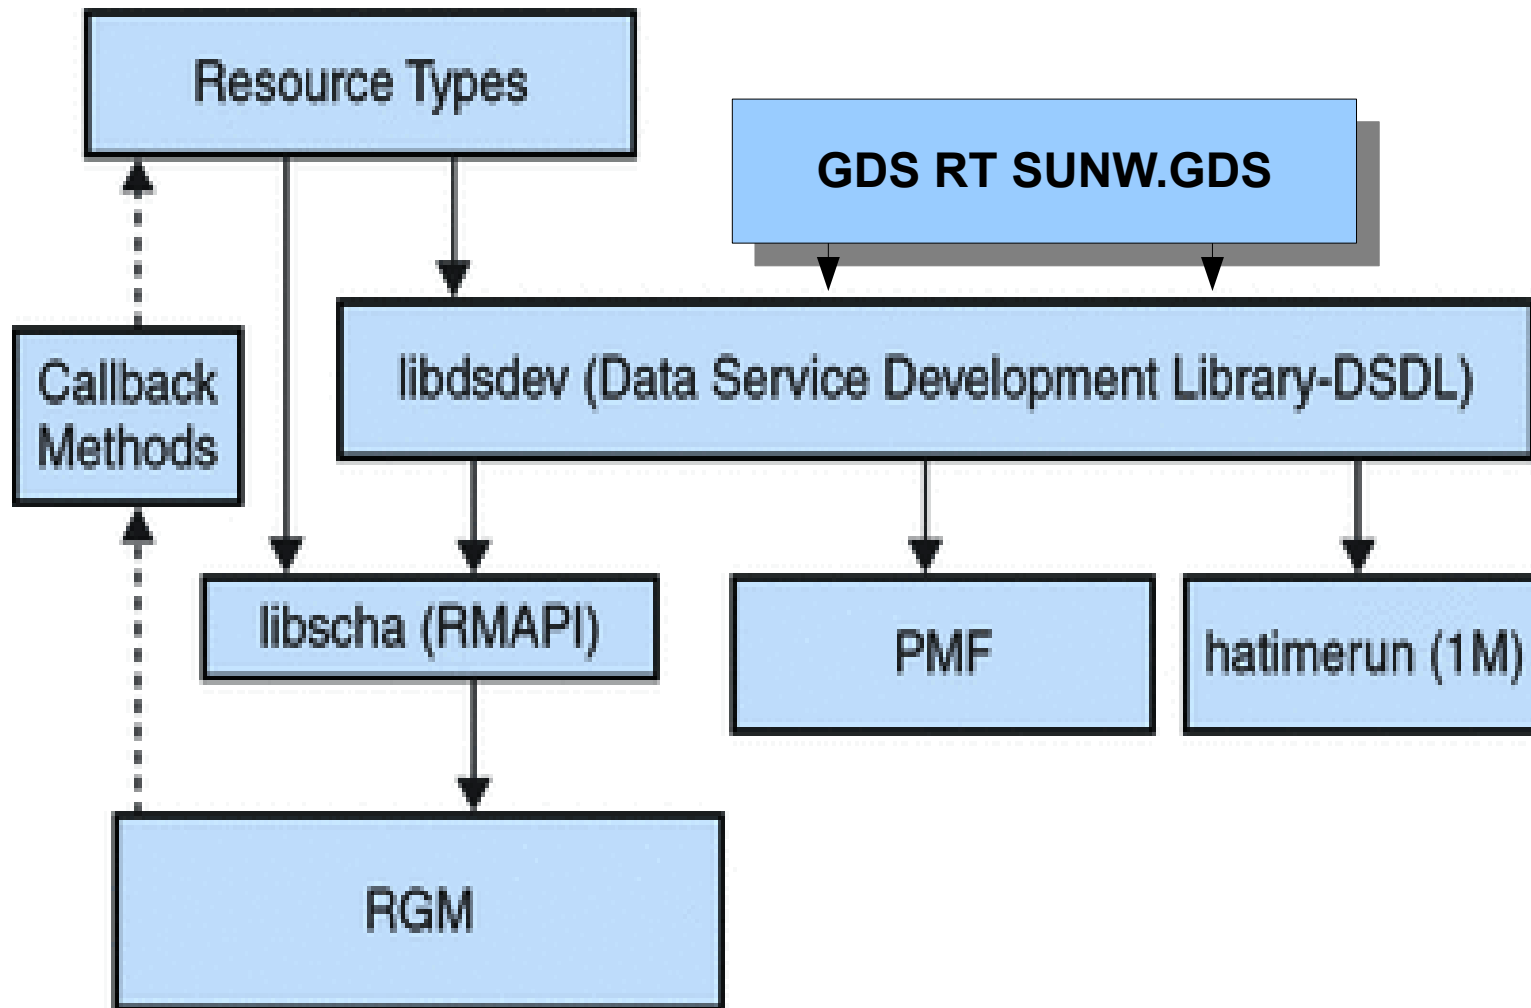 Resource Types
GDS RT SUNW.GDS
Callback
Methods
libdsdev (Data Service Development Library-DSDL)
libscha (RMAPI)
PMF
hatimerun (1M)
RGM